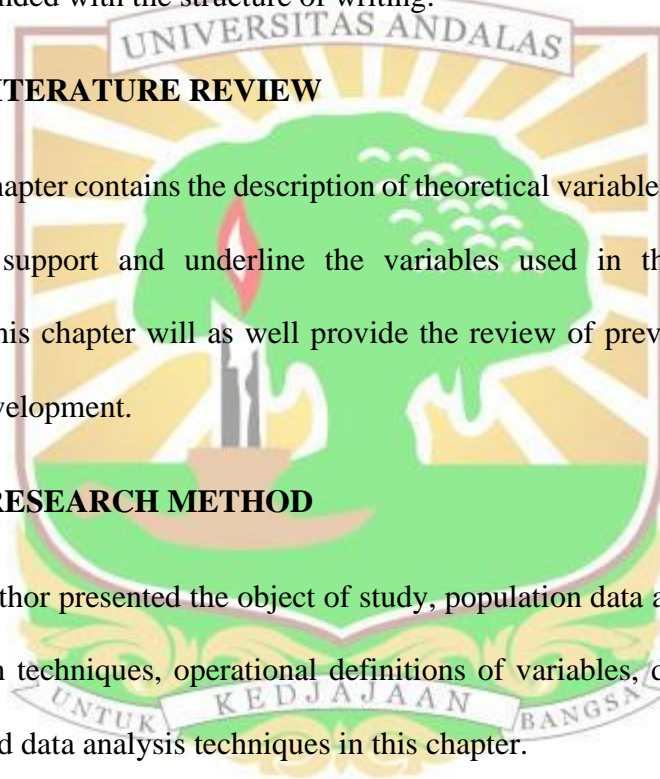 nded with the structure of writing.
UNIVERSITAS ANDALAS
ITERATURE REVIEW
hapter contains the description of theoretical variable
support and underline the variables used in th
his chapter will as well provide the review of prev
velopment.
RESEARCH METHOD
thor presented the object of study, population data a
n techniques, operational definitions of variables, d
UNTUK KEDJAJAAN BANGSA
d data analysis techniques in this chapter.